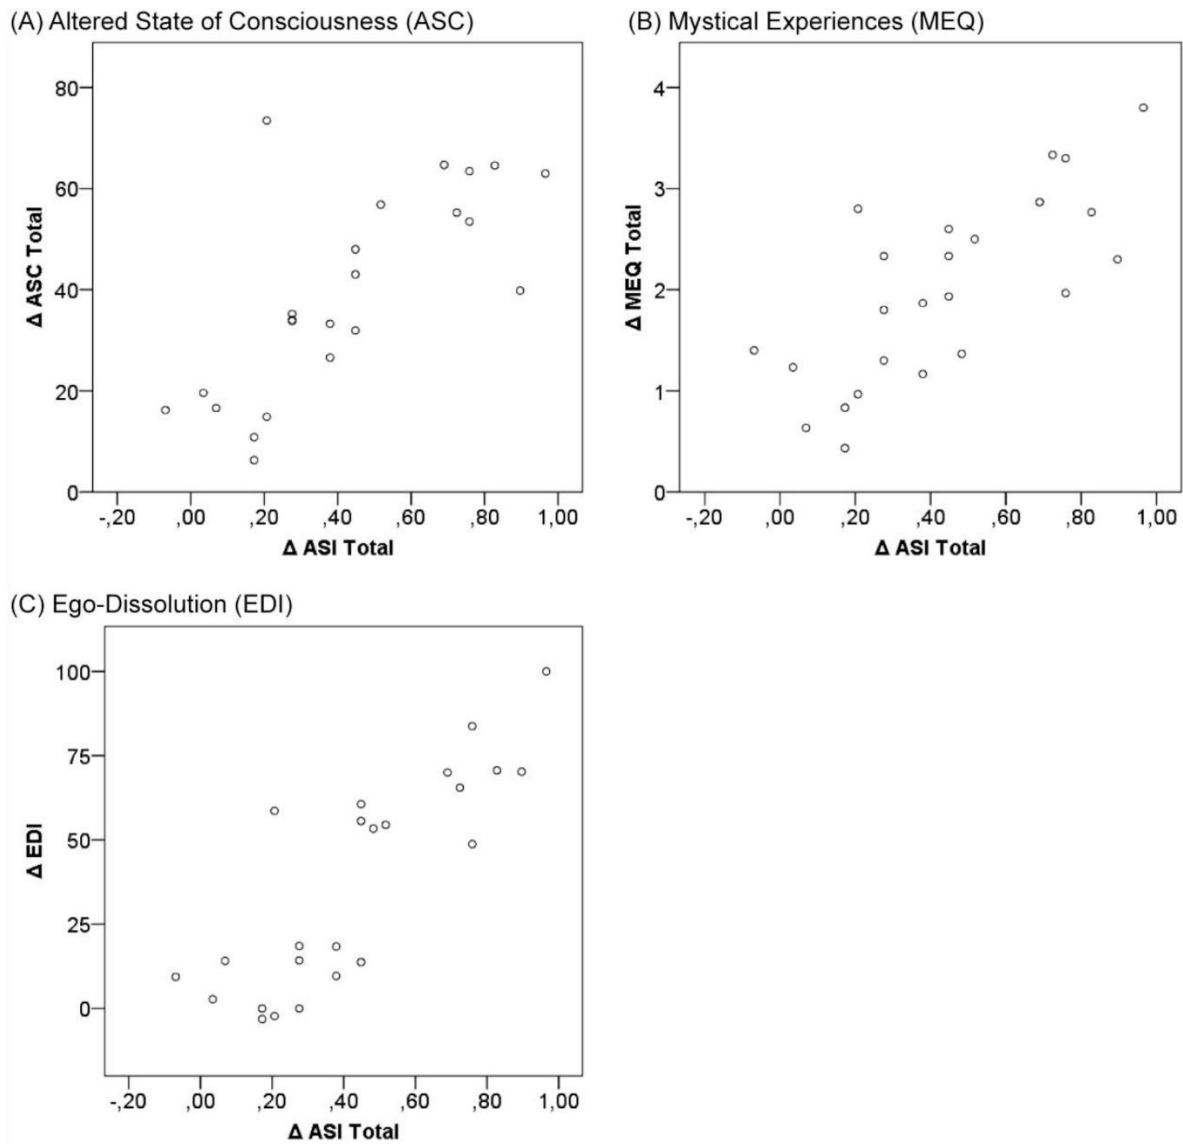 (A) Altered State of Consciousness (ASC)
80
60
40
20
0
Δ ASC Total
-,20 ,00 ,20 ,40 ,60 ,80 1,00
Δ ASI Total
(B) Mystical Experiences (MEQ)
4
3
2
1
0
Δ MEQ Total
-,20 ,00 ,20 ,40 ,60 ,80 1,00
Δ ASI Total
(C) Ego-Dissolution (EDI)
100
75
50
25
0
Δ EDI
-,20 ,00 ,20 ,40 ,60 ,80 1,00
Δ ASI Total